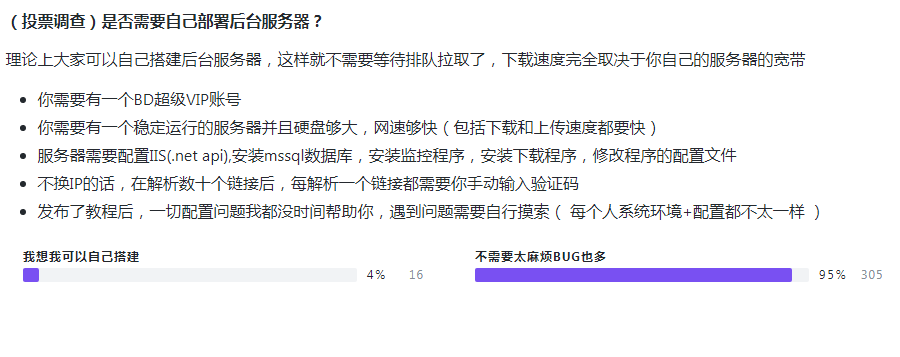 （投票调查）是否需要自己部署后台服务器？
理论上大家可以自己搭建后台服务器，这样就不需要等待排队拉取了，下载速度完全取决于你自己的服务器的宽带
你需要有一个BD超级VIP账号
你需要有一个稳定运行的服务器并且硬盘够大，网速够快（包括下载和上传速度都要快）
服务器需要配置IIS(.net api),安装mssql数据库，安装监控程序，安装下载程序，修改程序的配置文件
不换IP的话，在解析数十个链接后，每解析一个链接都需要你手动输入验证码
发布了教程后，一切配置问题我都没时间帮助你，遇到问题需要自行摸索（ 每个人系统环境+配置都不太一样 ）
我想我可以自己搭建
4% 16
不需要太麻烦BUG也多
95% 305